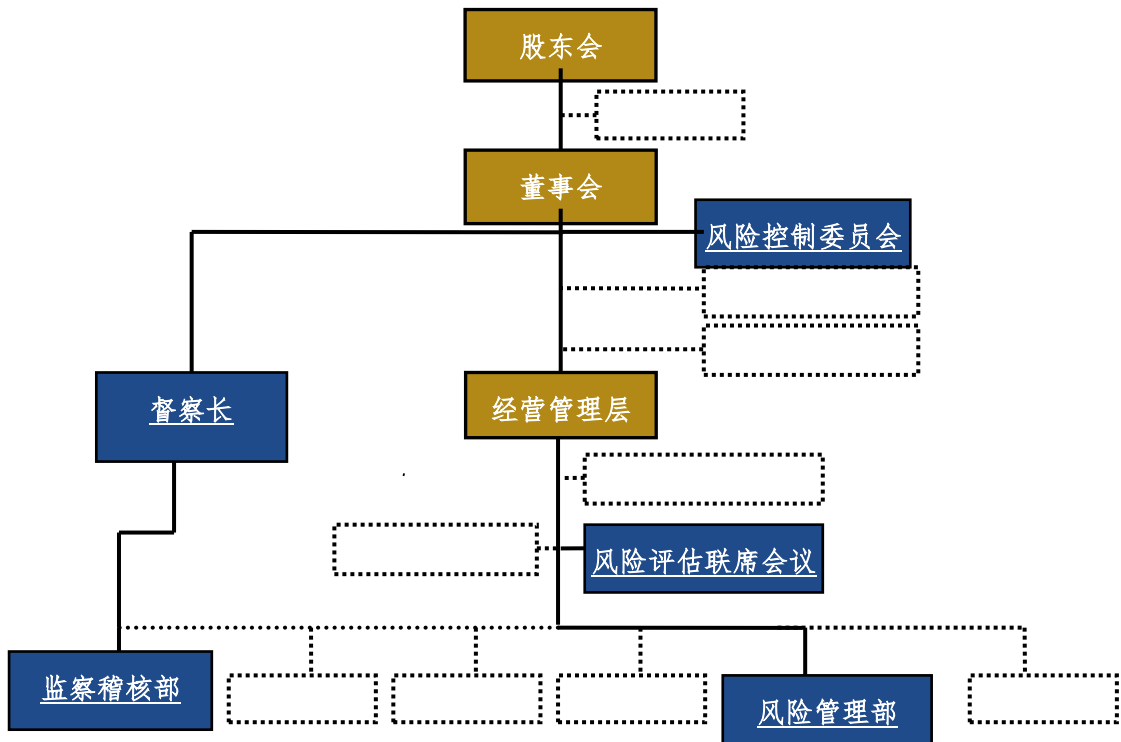 股东会
董事会
风险控制委员会
督察长
经营管理层
风险评估联席会议
监察稽核部
风险管理部